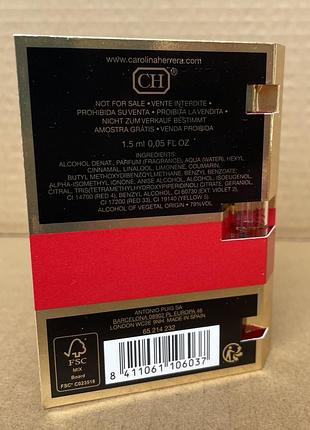 www.carolinaherrera.com
CH®
NOT FOR SALE • VENTE INTERDITE •
PROHIBIDA SU VENTA • PROIBITA LA VENDITA •
NICHT ZUM VERKAUF BESTIMMT
AMOSTRA GRÁTIS • VENDA PROIBIDA
1.5 ml 0,05 FL OZ
INGREDIENTS:
ALCOHOL DENAT., PARFUM (FRAGRANCE), AQUA (WATER), HEXYL
CINNAMAL, LINALOOL, LIMONENE, COUMARIN,
BUTYL METHOXYDIBENZOYLMETHANE, BENZYL BENZOATE,
ALPHA-ISOMETHYL IONONE, ANISE ALCOHOL, ALCOHOL, ISOEUGENOL,
CITRAL, TRIS(TETRAMETHYLHYDROXYPIPERIDINOL) CITRATE, GERANIOL,
CI 14700 (RED 4), BENZYL ALCOHOL, CI 60730 (EXT. VIOLET 2),
CI 17200 (RED 33), CI 19140 (YELLOW 5).
ALCOHOL OF VEGETAL ORIGIN • 79%VOL
ANTONIO PUIG SA
BARCELONA 08902 PL.EUROPA 46
LONDON WC2E 9NH. MADE IN SPAIN
65 214 232
FSC
MIX
Board
FSC® C023518
8 411061 106037